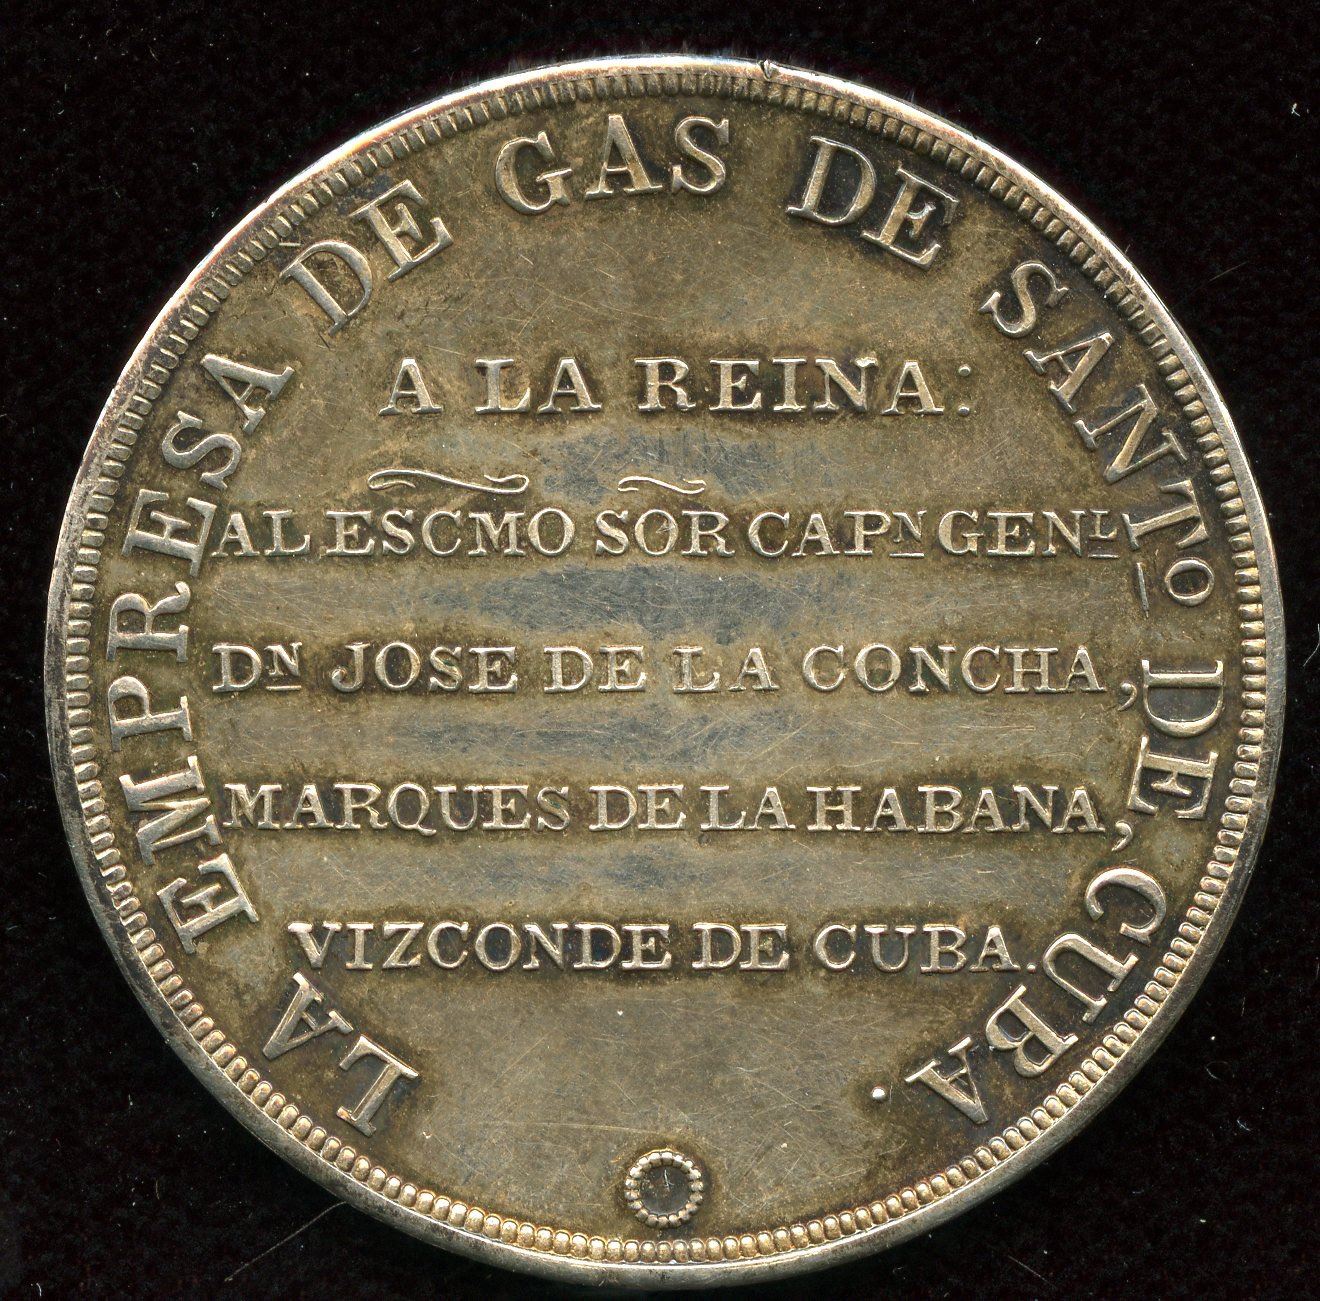 LA EMPRESA DE GAS DE SANTº DE CUBA.
A LA REINA:
AL ESCMO SOR CAPN GENL
DN JOSE DE LA CONCHA,
MARQUES DE LA HABANA,
VIZCONDE DE CUBA.